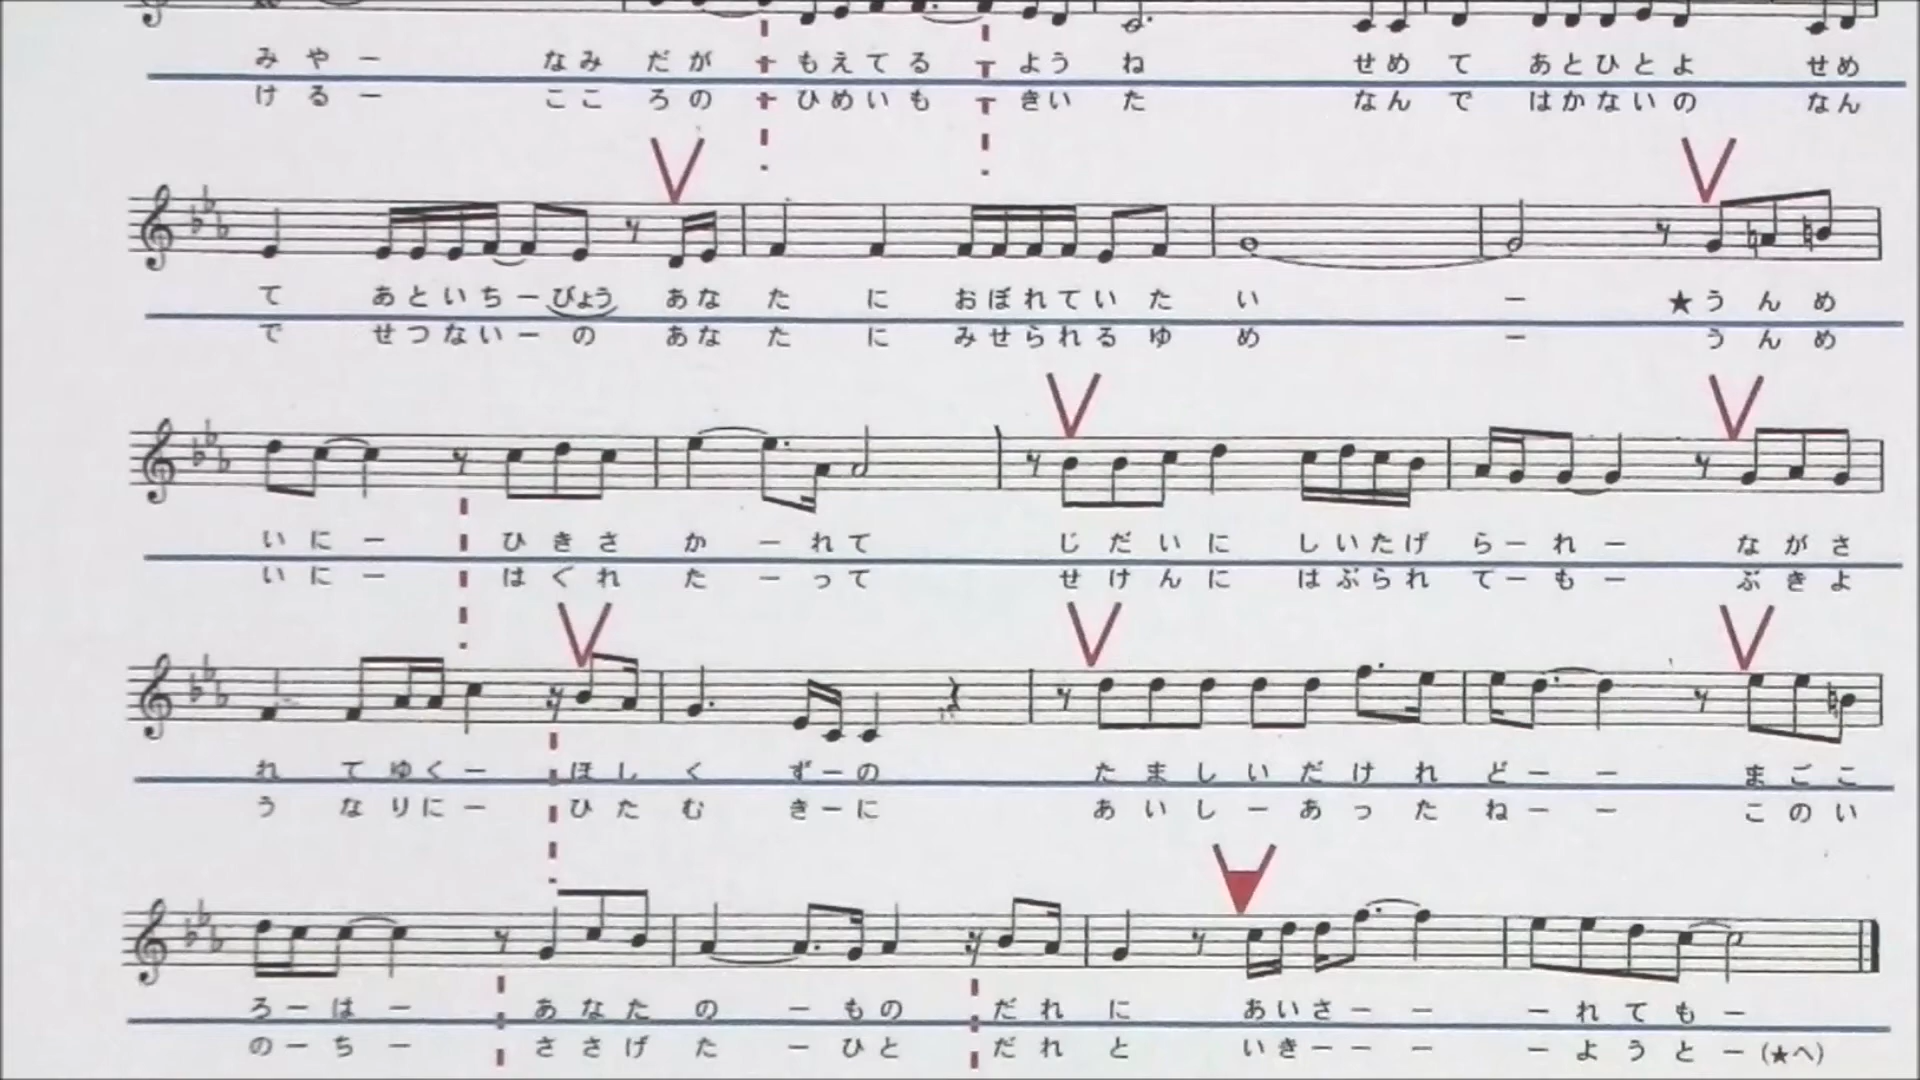 みやー なみ だが ー もえてる ー よう ね せめ て あとひとよ せめ
ける ー ここ ろの ー ひめいも ー きい た なん で はかないの なん
て あといち ー びょう あな た に おぼれてい た い ー ★うんめ
で せつない ー の あな た に みせられる ゆ め ー うんめ
いに ー ひきさ か ー れて じだいに しいたげ ら ー れ ー ながさ
いに ー はぐれ た ー って せけんに はぶられ て ー も ー ぶきよ
れ てゆく ー ほし く ず ー の たましいだけれ ど ー ー まごこ
う なりに ー ひた む き ー に あいし ー あった ね ー ー このい
ろ ー は ー あなた の ー もの だれ に あいさ ー ー ー れても ー
の ー ち ー ささげ た ー ひと だれ と いき ー ー ー ー ようと ー (★へ)